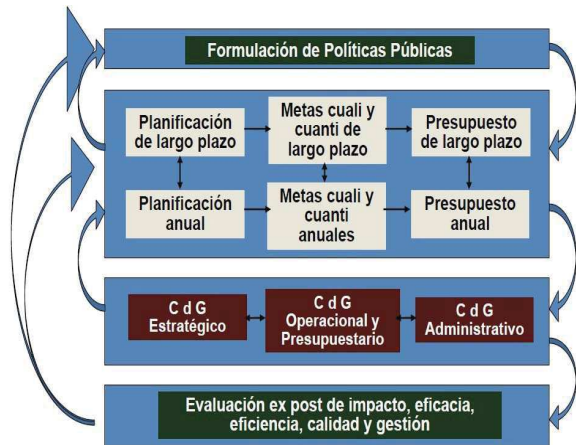 Formulación de Políticas Públicas
Planificación
de largo plazo
Metas cuali y
cuanti de
largo plazo
Presupuesto
de largo plazo
Planificación
anual
Metas cuali y
cuanti
anuales
Presupuesto
anual
C d G
Estratégico
C d G
Operacional y
Presupuestario
C d G
Administrativo
Evaluación ex post de impacto, eficacia,
eficiencia, calidad y gestión